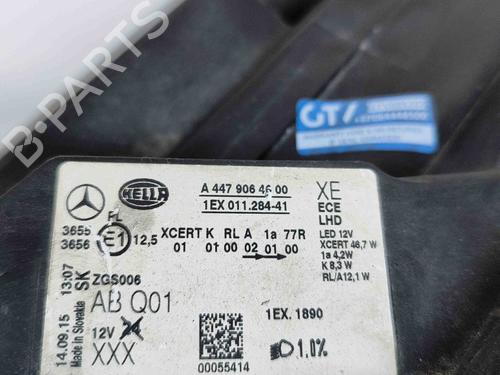 B-PARTS
GTV
HELLA
A 447 906 46 00
1EX 011.284-41
XE
ECE
LHD
LED 12V
XCERT 46,7 W
1a 4,2W
K 8,3 W
RL/A12,1 W
3655
3656
FL
E1
12,5
XCERT K RL A 1a 77R
01 01 00 02 01 00
14.09.15 13:07
Made in Slovakia SK
ZGS006
AB Q01
12V
XXX
1EX. 1890
00055414
1.0%